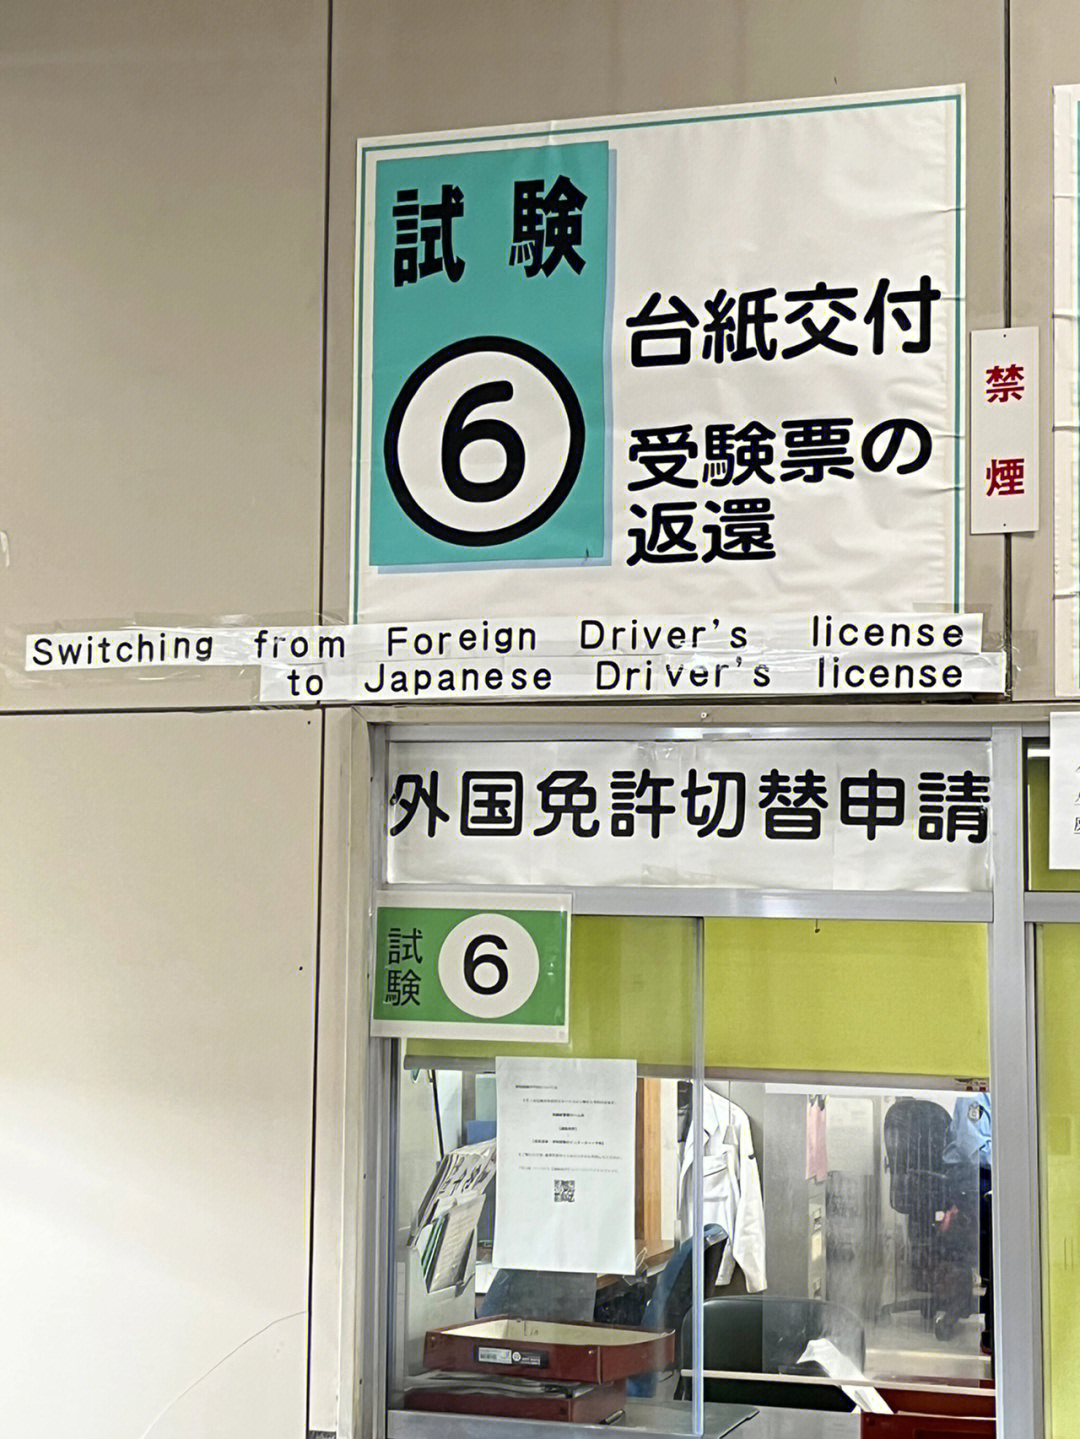 試験
6
台紙交付
受験票の
返還
禁煙
Switching from Foreign Driver's license
to Japanese Driver's license
外国免許切替申請
試験
6